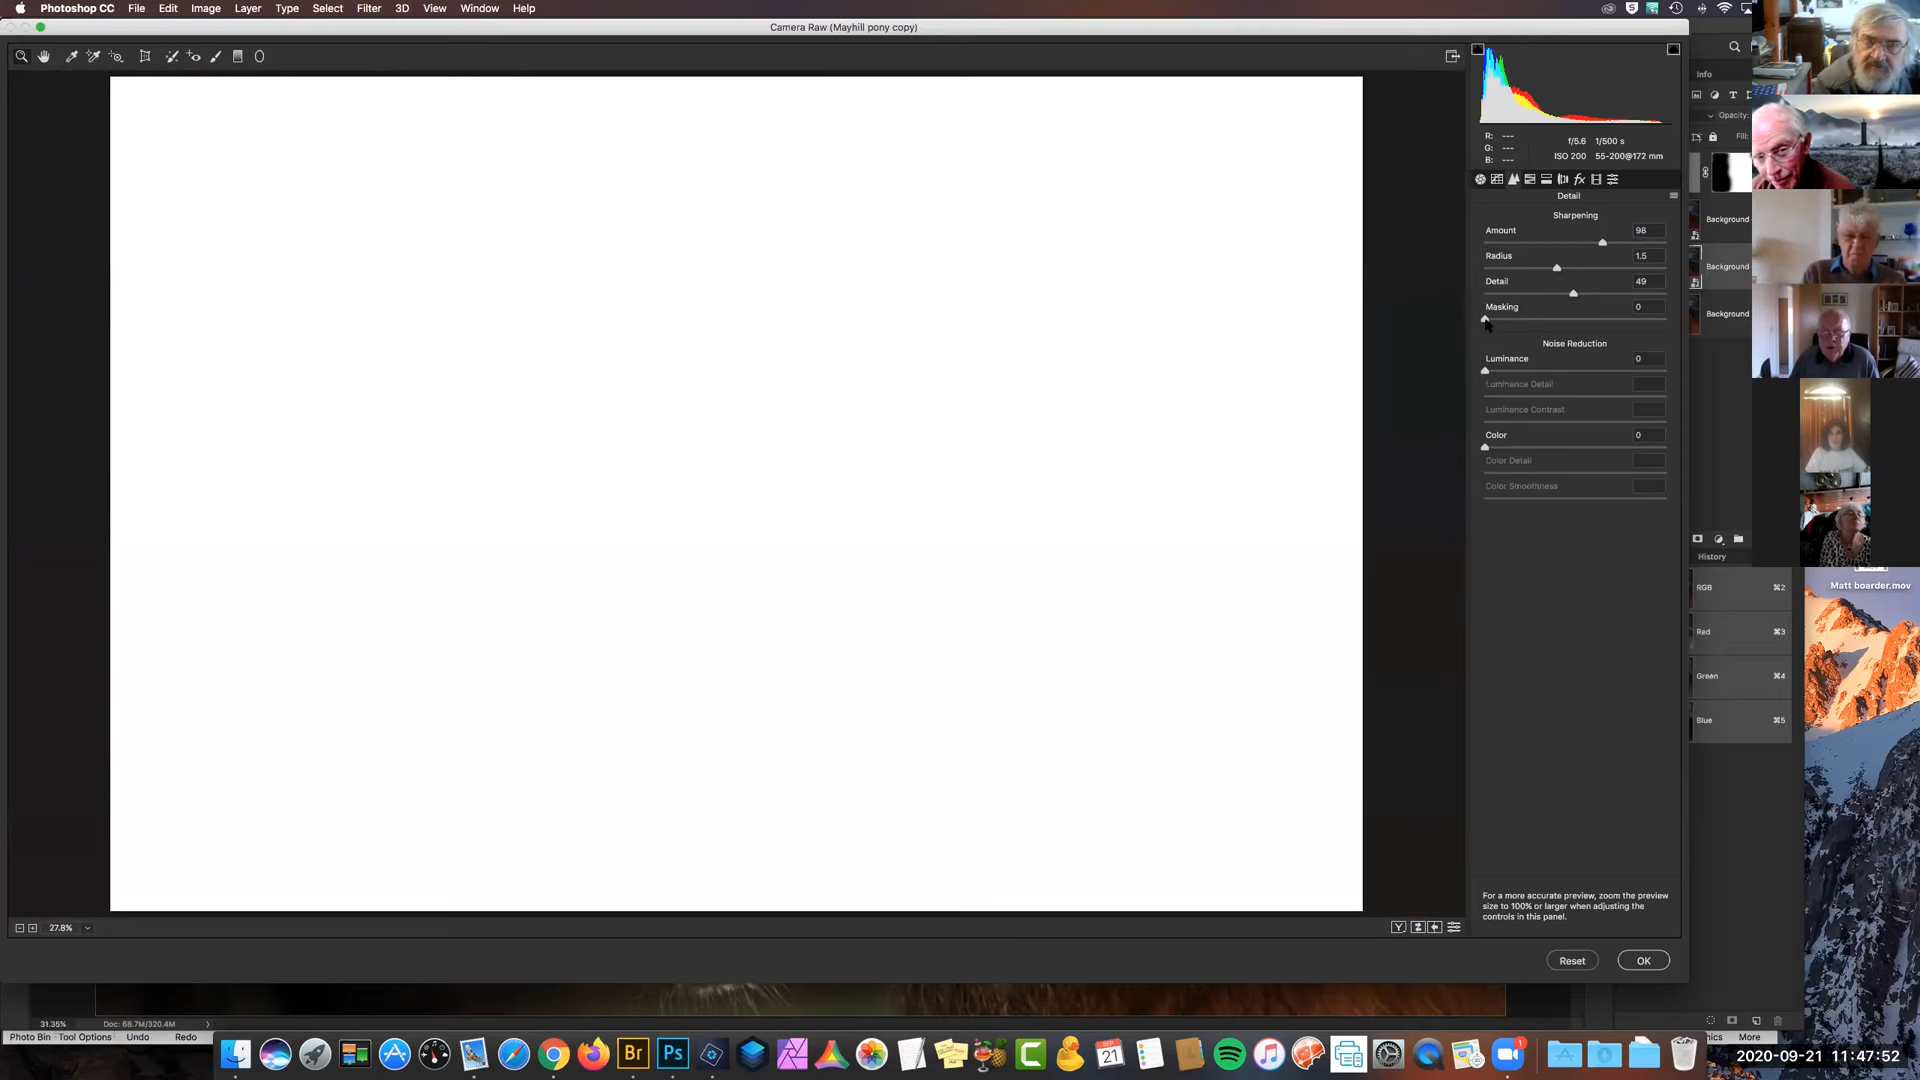 Photoshop CC File Edit Image Layer Type Select Filter 3D View Window Help
Camera Raw (Mayhill pony copy)
R: ---
G: ---
B: ---
f/5.6 1/500 s
ISO 200 55-200@172 mm
Detail
Sharpening
Amount 98
Radius 1.5
Detail 49
Masking 0
Noise Reduction
Luminance 0
Luminance Detail
Luminance Contrast
Color 0
Color Detail
Color Smoothness
For a more accurate preview, zoom the preview
size to 100% or larger when adjusting the
controls in this panel.
27.8%
Reset OK
Info
Opacity:
Fill:
Background
Background
Background
History
RGB ⌘2
Red ⌘3
Green ⌘4
Blue ⌘5
Matt boarder.mov
31.35% Doc: 68.7M/320.4M
Photo Bin Tool Options Undo Redo
More
Br Ps
SEP
21
1
2020-09-21 11:47:52